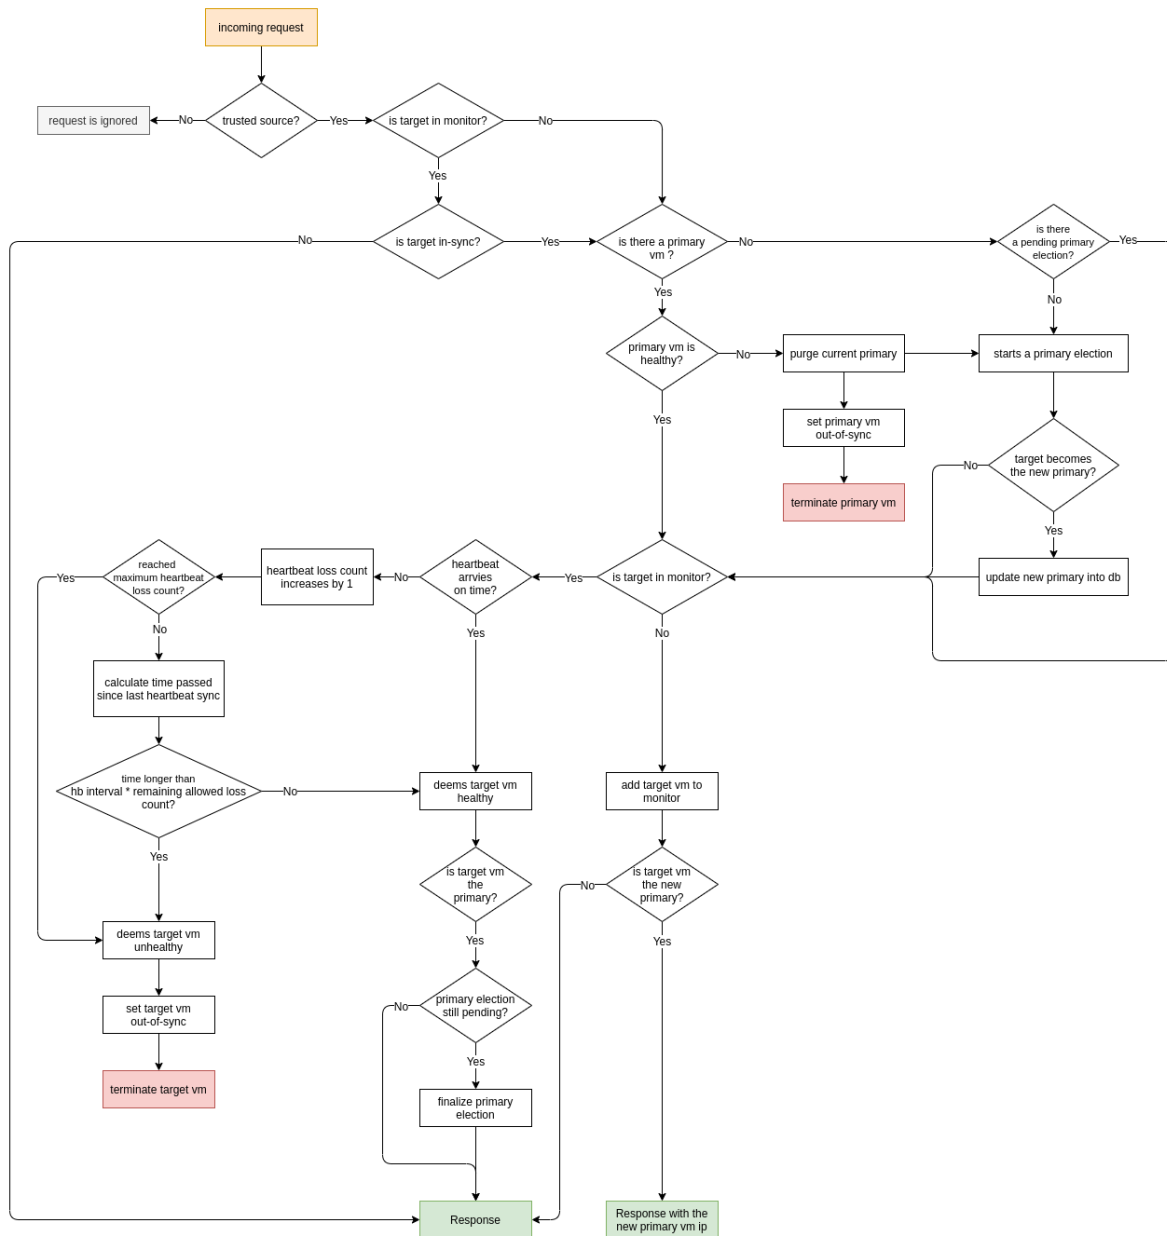 incoming request
request is ignored
No
trusted source?
Yes
is target in monitor?
No
Yes
No
is target in-sync?
Yes
is there a primary
vm ?
No
is there
a pending primary
election?
Yes
Yes
No
primary vm is
healthy?
No
purge current primary
starts a primary election
Yes
set primary vm
out-of-sync
No
target becomes
the new primary?
terminate primary vm
Yes
Yes
reached
maximum heartbeat
loss count?
heartbeat loss count
increases by 1
No
heartbeat
arrvies
on time?
Yes
is target in monitor?
update new primary into db
No
Yes
No
calculate time passed
since last heartbeat sync
time longer than
hb interval * remaining allowed loss
count?
No
deems target vm
healthy
add target vm to
monitor
Yes
is target vm
the
primary?
No
is target vm
the new
primary?
deems target vm
unhealthy
Yes
Yes
set target vm
out-of-sync
No
primary election
still pending?
Yes
terminate target vm
finalize primary
election
Response
Response with the
new primary vm ip